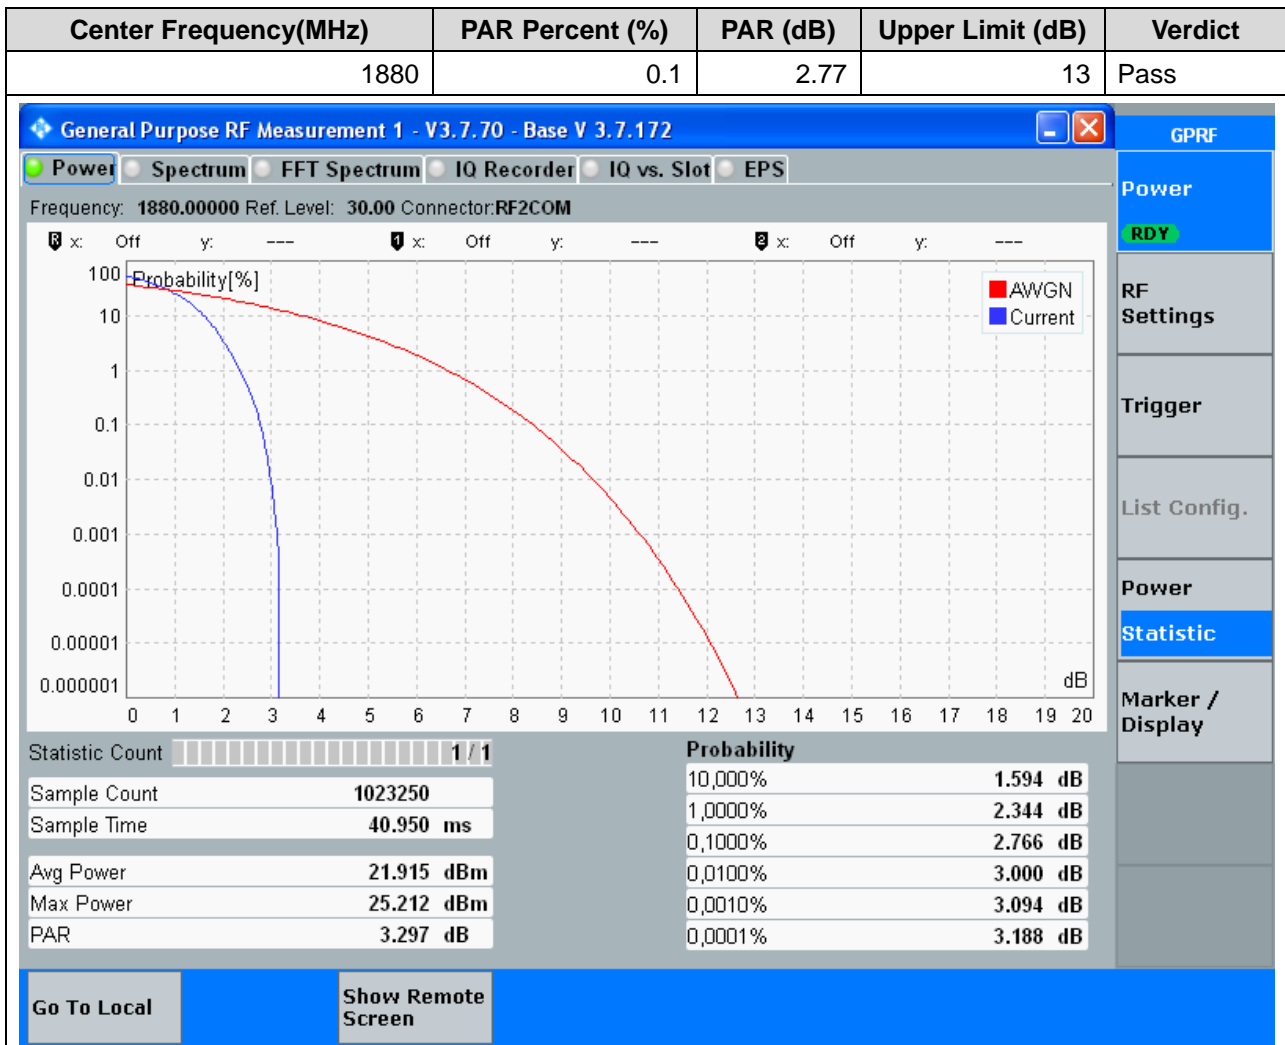 Center Frequency(MHz) PAR Percent (%) PAR (dB) Upper Limit (dB) Verdict
1880 0.1 2.77 13 Pass
General Purpose RF Measurement 1 - V3.7.70 - Base V 3.7.172
GPRF
Power Spectrum FFT Spectrum IQ Recorder IQ vs. Slot EPS
Power
RDY
Frequency: 1880.00000 Ref. Level: 30.00 Connector:RF2COM
R x: Off y: --- 1 x: Off y: --- 2 x: Off y: ---
Probability[%]
AWGN
Current
100
10
1
0.1
0.01
0.001
0.0001
0.00001
0.000001
dB
0 1 2 3 4 5 6 7 8 9 10 11 12 13 14 15 16 17 18 19 20
RF
Settings
Trigger
List Config.
Power
Statistic
Marker /
Display
Statistic Count 1 / 1
Sample Count 1023250
Sample Time 40.950 ms
Avg Power 21.915 dBm
Max Power 25.212 dBm
PAR 3.297 dB
Probability
10,000% 1.594 dB
1,0000% 2.344 dB
0,1000% 2.766 dB
0,0100% 3.000 dB
0,0010% 3.094 dB
0,0001% 3.188 dB
Go To Local
Show Remote
Screen